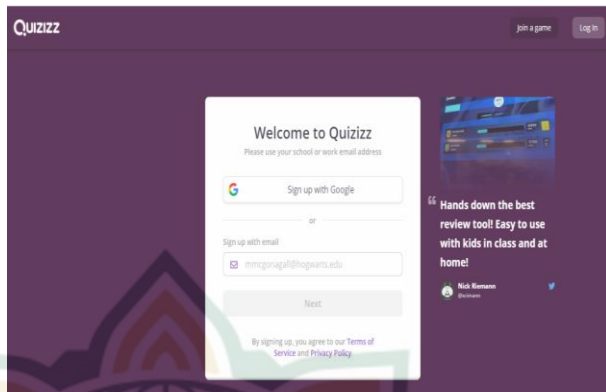 QUIZIZZ
Join a game
Log In
Welcome to Quizizz
Please use your school or work email address
Sign up with Google
or
Sign up with email
mmcgonagall@hogwarts.edu
Next
By signing up, you agree to our Terms of
Service and Privacy Policy.
“ Hands down the best
review tool! Easy to use
with kids in class and at
home!
Nick Riemann